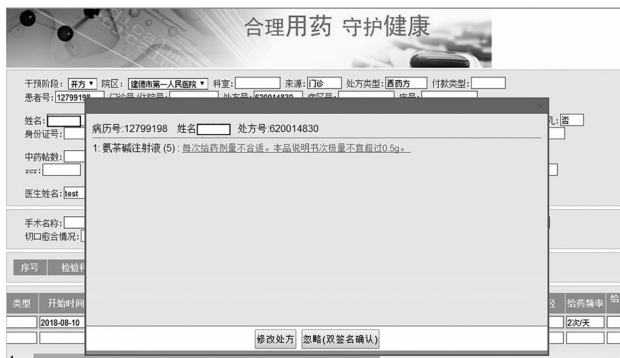 合理用药 守护健康
干预阶段: 开方 院区: 建德市第一人民医院 科室: 来源: 门诊 处方类型: 西药方 付款类型:
患者号: 12799198
姓名:
否
身份证号:
中药帖数:
scr:
医生姓名: test
手术名称:
切口愈合情况:
×
病历号:12799198 姓名 处方号:620014830
1: 氨茶碱注射液 (5) : 每次给药剂量不合适。本品说明书次极量不宜超过0.5g。
修改处方 忽略(双签名确认)
序号
类型 开始时间 给药频率
2018-08-10 2次/天